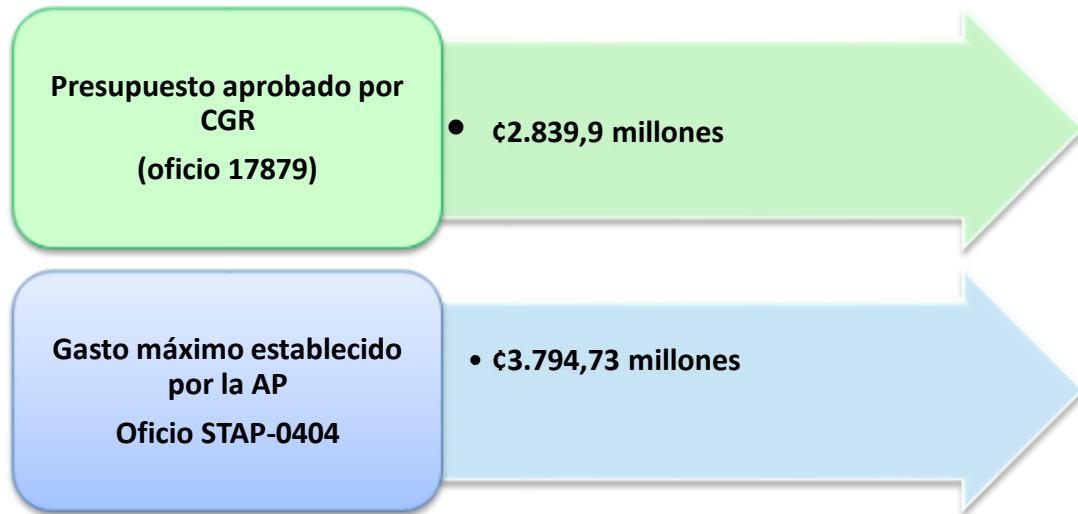 Presupuesto aprobado por
CGR
(oficio 17879)
• ¢2.839,9 millones
Gasto máximo establecido
por la AP
Oficio STAP-0404
• ¢3.794,73 millones